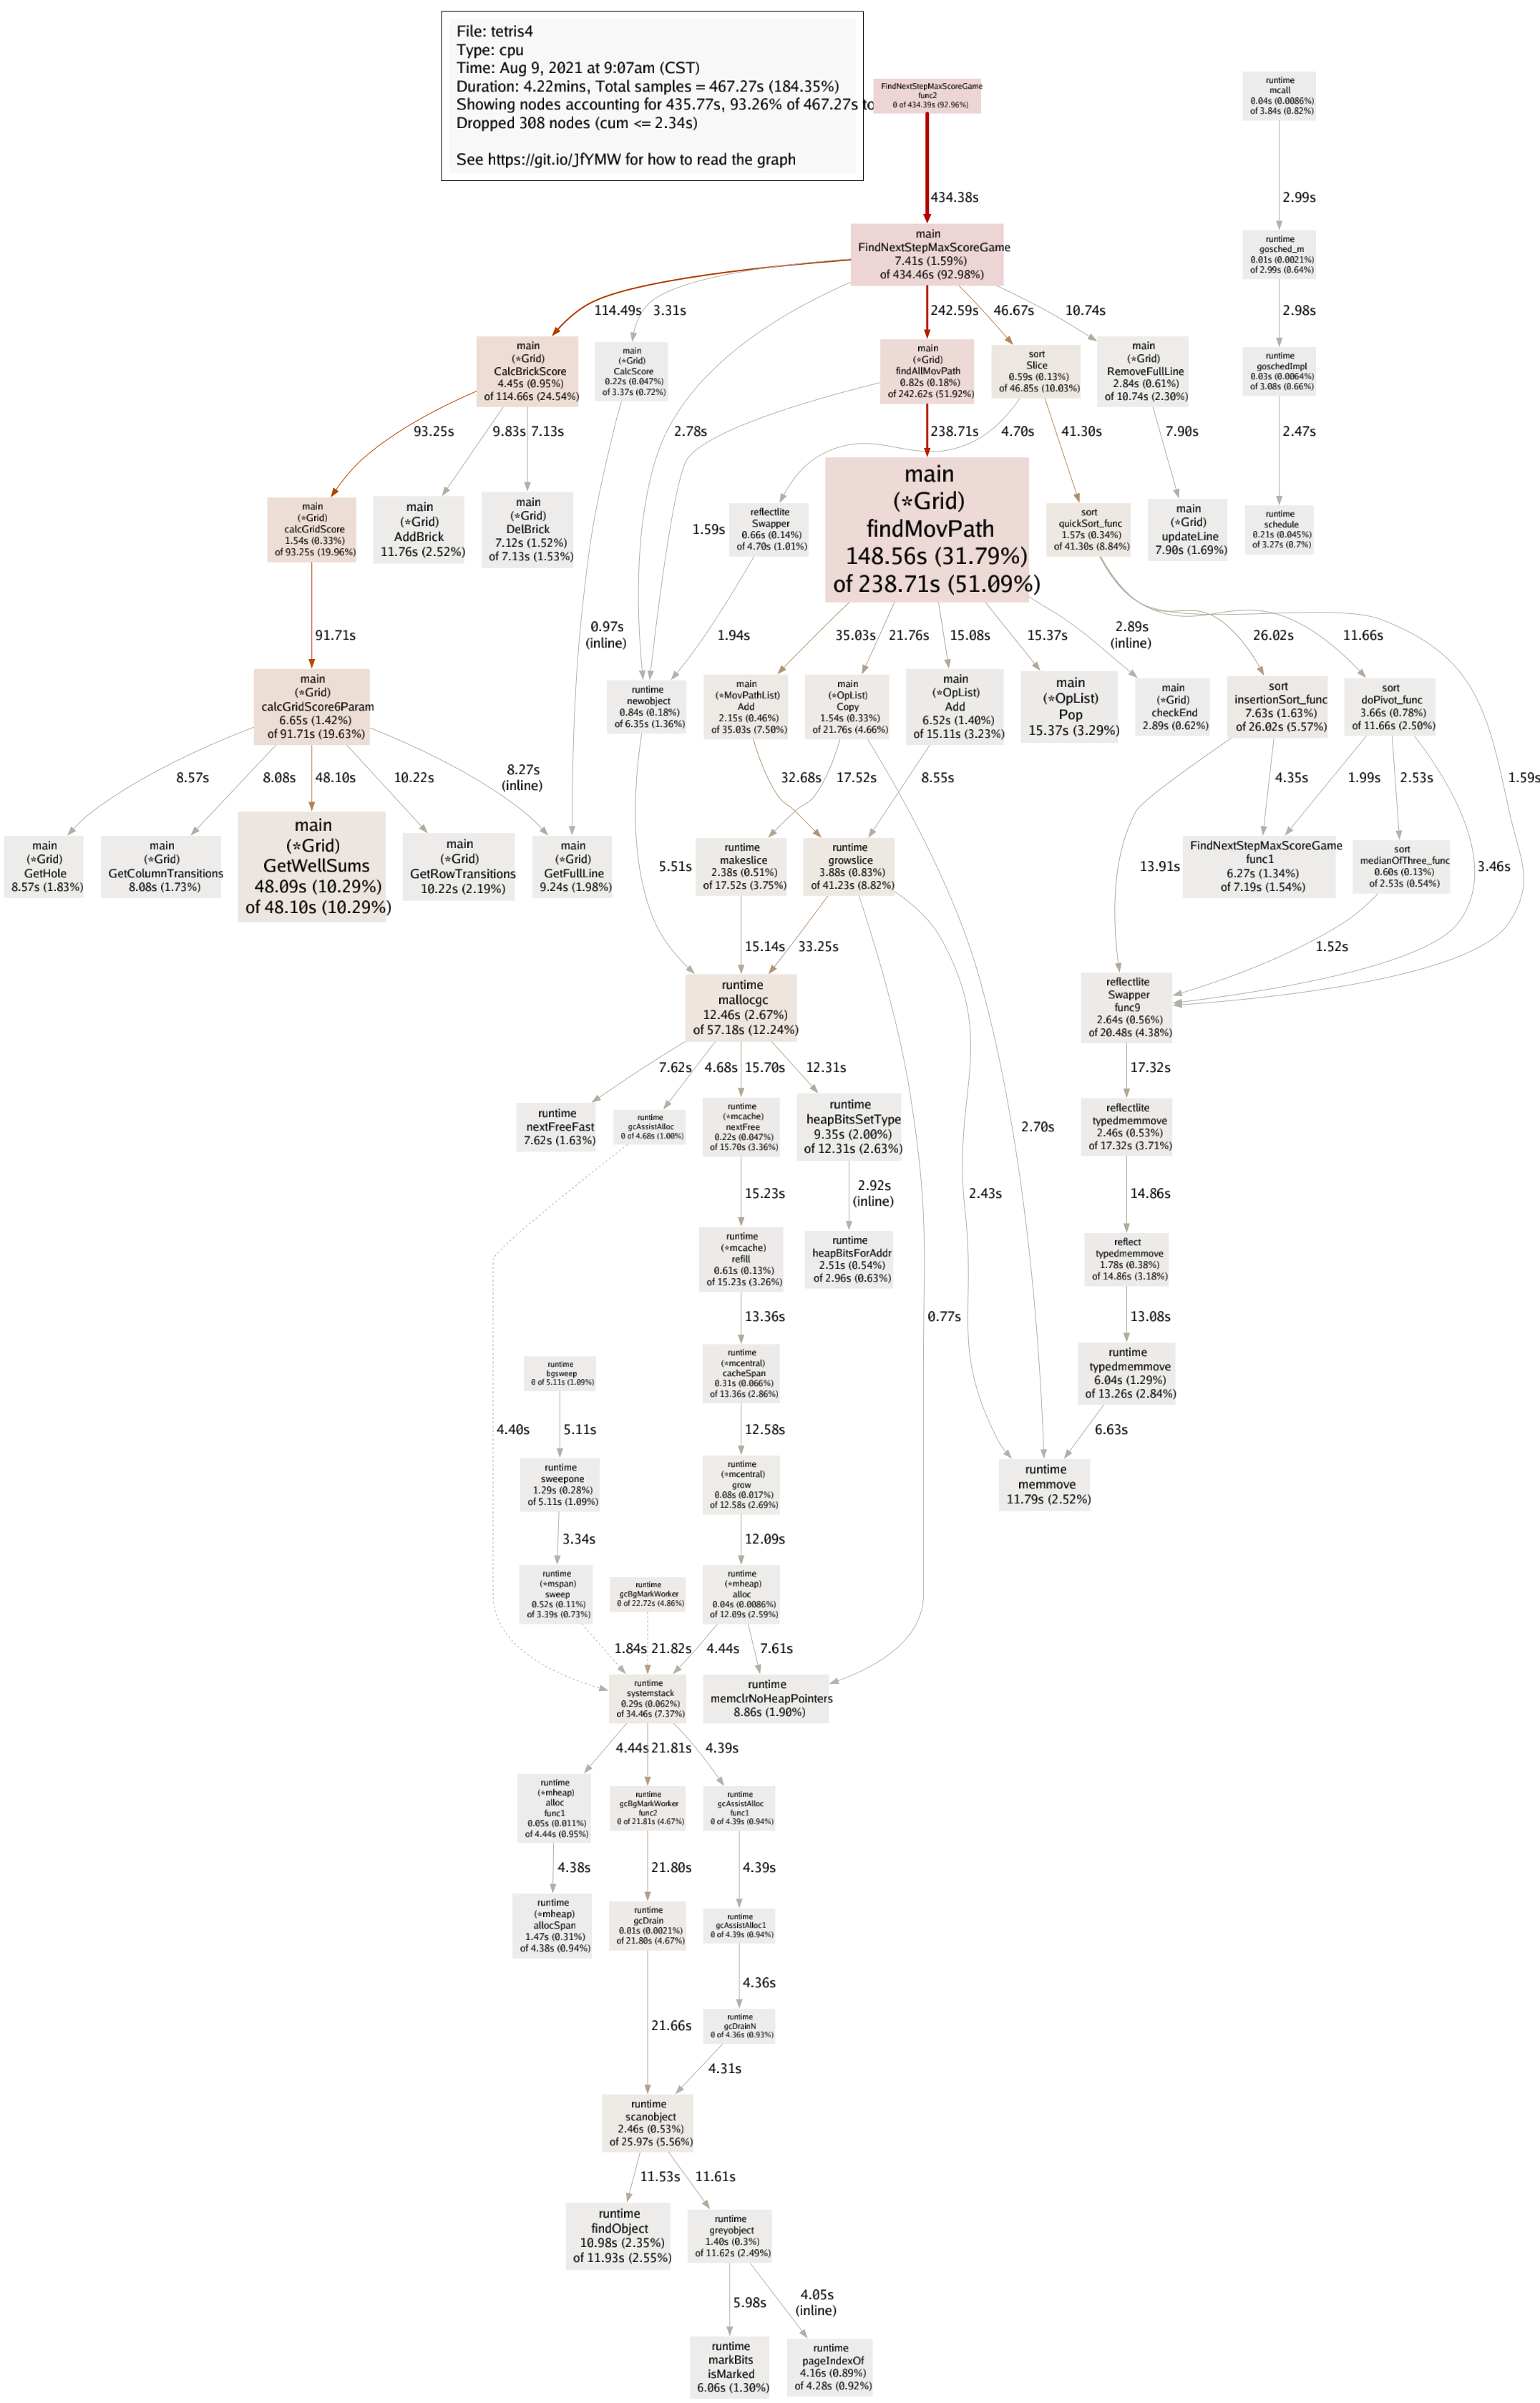 File: tetris4
Type: cpu
Time: Aug 9, 2021 at 9:07am (CST)
Duration: 4.22mins, Total samples = 467.27s (184.35%)
Showing nodes accounting for 435.77s, 93.26% of 467.27s to
Dropped 308 nodes (cum <= 2.34s)
See https://git.io/JfYMW for how to read the graph
FindNextStepMaxScoreGame
func2
0 of 434.39s (92.96%)
runtime
mcall
0.04s (0.0086%)
of 3.84s (0.82%)
434.38s
2.99s
main
FindNextStepMaxScoreGame
7.41s (1.59%)
of 434.46s (92.98%)
runtime
gosched_m
0.01s (0.0021%)
of 2.99s (0.64%)
114.49s
3.31s
242.59s
46.67s
10.74s
2.98s
main
(*Grid)
CalcBrickScore
4.45s (0.95%)
of 114.66s (24.54%)
main
(*Grid)
CalcScore
0.22s (0.047%)
of 3.37s (0.72%)
main
(*Grid)
findAllMovPath
0.82s (0.18%)
of 242.62s (51.92%)
sort
Slice
0.59s (0.13%)
of 46.85s (10.03%)
main
(*Grid)
RemoveFullLine
2.84s (0.61%)
of 10.74s (2.30%)
runtime
goschedImpl
0.03s (0.0064%)
of 3.08s (0.66%)
93.25s
9.83s
7.13s
2.78s
238.71s
4.70s
41.30s
7.90s
2.47s
main
(*Grid)
calcGridScore
1.54s (0.33%)
of 93.25s (19.96%)
main
(*Grid)
AddBrick
11.76s (2.52%)
main
(*Grid)
DelBrick
7.12s (1.52%)
of 7.13s (1.53%)
1.59s
reflectlite
Swapper
0.66s (0.14%)
of 4.70s (1.01%)
main
(*Grid)
findMovPath
148.56s (31.79%)
of 238.71s (51.09%)
sort
quickSort_func
1.57s (0.34%)
of 41.30s (8.84%)
main
(*Grid)
updateLine
7.90s (1.69%)
runtime
schedule
0.21s (0.045%)
of 3.27s (0.7%)
91.71s
0.97s
(inline)
1.94s
35.03s
21.76s
15.08s
15.37s
2.89s
(inline)
26.02s
11.66s
main
(*Grid)
calcGridScore6Param
6.65s (1.42%)
of 91.71s (19.63%)
runtime
newobject
0.84s (0.18%)
of 6.35s (1.36%)
main
(*MovPathList)
Add
2.15s (0.46%)
of 35.03s (7.50%)
main
(*OpList)
Copy
1.54s (0.33%)
of 21.76s (4.66%)
main
(*OpList)
Add
6.52s (1.40%)
of 15.11s (3.23%)
main
(*OpList)
Pop
15.37s (3.29%)
main
(*Grid)
checkEnd
2.89s (0.62%)
sort
insertionSort_func
7.63s (1.63%)
of 26.02s (5.57%)
sort
doPivot_func
3.66s (0.78%)
of 11.66s (2.50%)
8.57s
8.08s
48.10s
10.22s
8.27s
(inline)
32.68s
17.52s
8.55s
4.35s
1.99s
2.53s
1.59s
main
(*Grid)
GetHole
8.57s (1.83%)
main
(*Grid)
GetColumnTransitions
8.08s (1.73%)
main
(*Grid)
GetWellSums
48.09s (10.29%)
of 48.10s (10.29%)
main
(*Grid)
GetRowTransitions
10.22s (2.19%)
main
(*Grid)
GetFullLine
9.24s (1.98%)
5.51s
runtime
makeslice
2.38s (0.51%)
of 17.52s (3.75%)
runtime
growslice
3.88s (0.83%)
of 41.23s (8.82%)
13.91s
FindNextStepMaxScoreGame
func1
6.27s (1.34%)
of 7.19s (1.54%)
sort
medianOfThree_func
0.60s (0.13%)
of 2.53s (0.54%)
3.46s
15.14s
33.25s
1.52s
runtime
mallocgc
12.46s (2.67%)
of 57.18s (12.24%)
reflectlite
Swapper
func9
2.64s (0.56%)
of 20.48s (4.38%)
7.62s
4.68s
15.70s
12.31s
17.32s
runtime
nextFreeFast
7.62s (1.63%)
runtime
gcAssistAlloc
0 of 4.68s (1.00%)
runtime
(*mcache)
nextFree
0.22s (0.047%)
of 15.70s (3.36%)
runtime
heapBitsSetType
9.35s (2.00%)
of 12.31s (2.63%)
2.70s
reflectlite
typedmemmove
2.46s (0.53%)
of 17.32s (3.71%)
15.23s
2.92s
(inline)
2.43s
14.86s
runtime
(*mcache)
refill
0.61s (0.13%)
of 15.23s (3.26%)
runtime
heapBitsForAddr
2.51s (0.54%)
of 2.96s (0.63%)
reflect
typedmemmove
1.78s (0.38%)
of 14.86s (3.18%)
13.36s
0.77s
13.08s
runtime
bgsweep
0 of 5.11s (1.09%)
runtime
(*mcentral)
cacheSpan
0.31s (0.066%)
of 13.36s (2.86%)
runtime
typedmemmove
6.04s (1.29%)
of 13.26s (2.84%)
4.40s
5.11s
12.58s
6.63s
runtime
sweepone
1.29s (0.28%)
of 5.11s (1.09%)
runtime
(*mcentral)
grow
0.08s (0.017%)
of 12.58s (2.69%)
runtime
memmove
11.79s (2.52%)
3.34s
12.09s
runtime
(*mspan)
sweep
0.52s (0.11%)
of 3.39s (0.73%)
runtime
gcBgMarkWorker
0 of 22.72s (4.86%)
runtime
(*mheap)
alloc
0.04s (0.0086%)
of 12.09s (2.59%)
1.84s
21.82s
4.44s
7.61s
runtime
systemstack
0.29s (0.062%)
of 34.46s (7.37%)
runtime
memclrNoHeapPointers
8.86s (1.90%)
4.44s
21.81s
4.39s
runtime
(*mheap)
alloc
func1
0.05s (0.011%)
of 4.44s (0.95%)
runtime
gcBgMarkWorker
func2
0 of 21.81s (4.67%)
runtime
gcAssistAlloc
func1
0 of 4.39s (0.94%)
4.38s
21.80s
4.39s
runtime
(*mheap)
allocSpan
1.47s (0.31%)
of 4.38s (0.94%)
runtime
gcDrain
0.01s (0.0021%)
of 21.80s (4.67%)
runtime
gcAssistAlloc1
0 of 4.39s (0.94%)
4.36s
21.66s
runtime
gcDrainN
0 of 4.36s (0.93%)
4.31s
runtime
scanobject
2.46s (0.53%)
of 25.97s (5.56%)
11.53s
11.61s
runtime
findObject
10.98s (2.35%)
of 11.93s (2.55%)
runtime
greyobject
1.40s (0.3%)
of 11.62s (2.49%)
5.98s
4.05s
(inline)
runtime
markBits
isMarked
6.06s (1.30%)
runtime
pageIndexOf
4.16s (0.89%)
of 4.28s (0.92%)